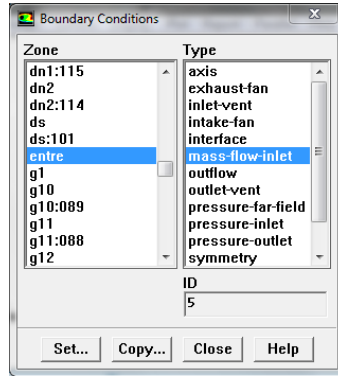 Boundary Conditions
Zone
dn1:115
dn2
dn2:114
ds
ds:101
entre
g1
g10
g10:089
g11
g11:088
g12
Type
axis
exhaust-fan
inlet-vent
intake-fan
interface
mass-flow-inlet
outflow
outlet-vent
pressure-far-field
pressure-inlet
pressure-outlet
symmetry
ID
5
Set... Copy... Close Help